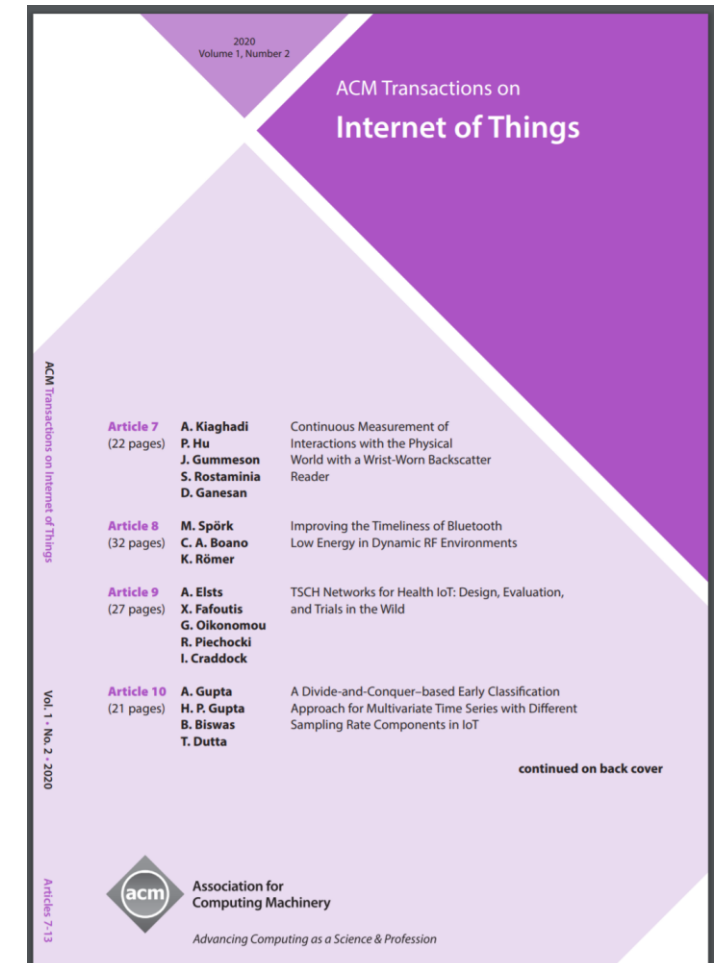 2020
Volume 1, Number 2
ACM Transactions on
Internet of Things
ACM Transactions on Internet of Things
Vol. 1 • No. 2 • 2020
Articles 7-13
Article 7
(22 pages)
A. Kiaghadi
P. Hu
J. Gummeson
S. Rostaminia
D. Ganesan
Continuous Measurement of
Interactions with the Physical
World with a Wrist-Worn Backscatter
Reader
Article 8
(32 pages)
M. Spörk
C. A. Boano
K. Römer
Improving the Timeliness of Bluetooth
Low Energy in Dynamic RF Environments
Article 9
(27 pages)
A. Elsts
X. Fafoutis
G. Oikonomou
R. Piechocki
I. Craddock
TSCH Networks for Health IoT: Design, Evaluation,
and Trials in the Wild
Article 10
(21 pages)
A. Gupta
H. P. Gupta
B. Biswas
T. Dutta
A Divide-and-Conquer–based Early Classification
Approach for Multivariate Time Series with Different
Sampling Rate Components in IoT
continued on back cover
acm
Association for
Computing Machinery
Advancing Computing as a Science & Profession